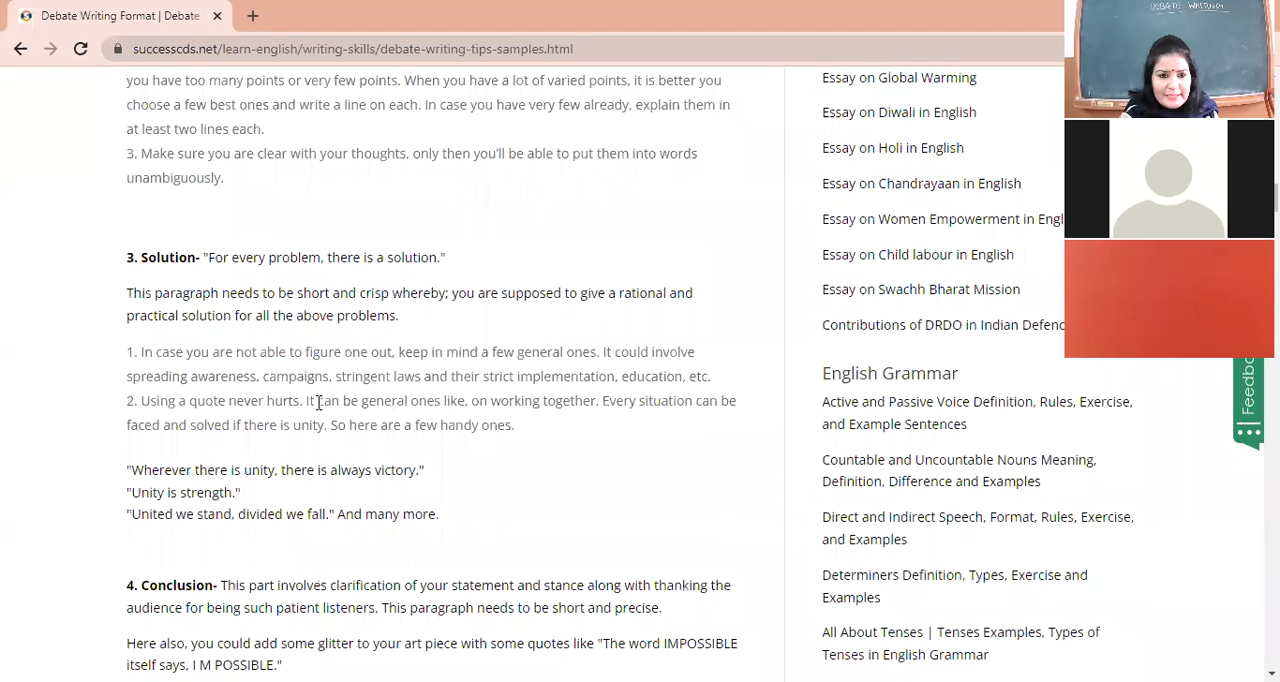 Debate Writing Format | Debate
successcds.net/learn-english/writing-skills/debate-writing-tips-samples.html
DEBATE WRITING
you have too many points or very few points. When you have a lot of varied points, it is better you
choose a few best ones and write a line on each. In case you have very few already, explain them in
at least two lines each.
3. Make sure you are clear with your thoughts, only then you'll be able to put them into words
unambiguously.
3. Solution- "For every problem, there is a solution."
This paragraph needs to be short and crisp whereby; you are supposed to give a rational and
practical solution for all the above problems.
1. In case you are not able to figure one out, keep in mind a few general ones. It could involve
spreading awareness, campaigns, stringent laws and their strict implementation, education, etc.
2. Using a quote never hurts. It can be general ones like, on working together. Every situation can be
faced and solved if there is unity. So here are a few handy ones.
"Wherever there is unity, there is always victory."
"Unity is strength."
"United we stand, divided we fall." And many more.
4. Conclusion- This part involves clarification of your statement and stance along with thanking the
audience for being such patient listeners. This paragraph needs to be short and precise.
Here also, you could add some glitter to your art piece with some quotes like "The word IMPOSSIBLE
itself says, I M POSSIBLE."
Essay on Global Warming
Essay on Diwali in English
Essay on Holi in English
Essay on Chandrayaan in English
Essay on Women Empowerment in Engl
Essay on Child labour in English
Essay on Swachh Bharat Mission
Contributions of DRDO in Indian Defenc
English Grammar
Active and Passive Voice Definition, Rules, Exercise,
and Example Sentences
Countable and Uncountable Nouns Meaning,
Definition, Difference and Examples
Direct and Indirect Speech, Format, Rules, Exercise,
and Examples
Determiners Definition, Types, Exercise and
Examples
All About Tenses | Tenses Examples, Types of
Tenses in English Grammar
Feedb